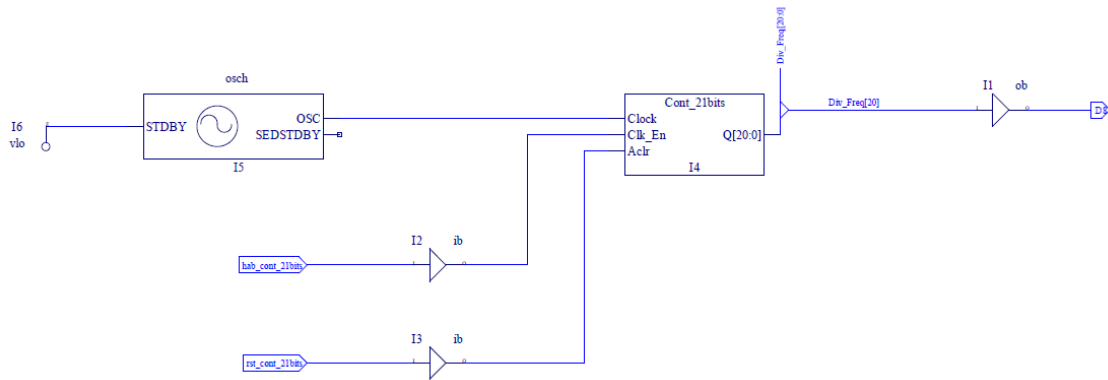 Div_Freq[20:0]
osch
I6
vlo
STDBY
OSC
SEDSTDBY
I5
Cont_21bits
Clock
Clk_En
Aclr
Q[20:0]
I4
Div_Freq[20]
I1
ob
I2
ib
hab_cont_21bits
I3
ib
rst_cont_21bits